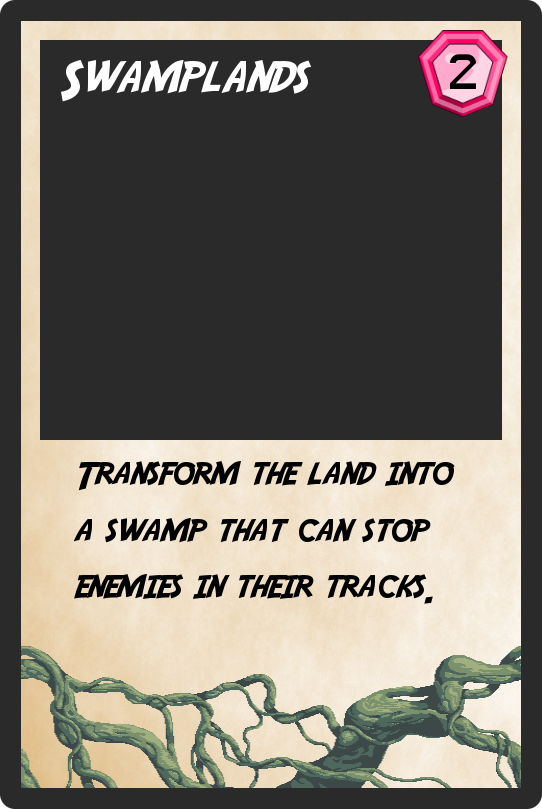 Swamplands
2
Transform the land into
a swamp that can stop
enemies in their tracks.